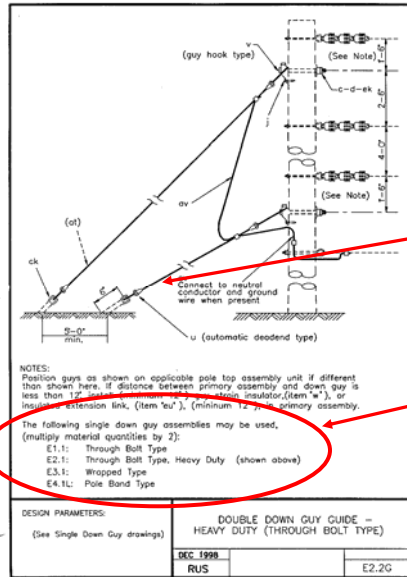 v
(guy hook type)
(See Note)
1'-6"
c-d-ek
j
2'-6"
4'-0"
av
(See Note)
1'-6"
(at)
ck
6"
Connect to neutral
conductor and ground
wire when present
5'-0"
min.
u (automatic deadend type)
NOTES:
Position guys as shown on applicable pole top assembly unit if different
than shown here. If distance between primary assembly and down guy is
less than 12", install (minimum 12") guy strain insulator,(item "w"), or
insulated extension link, (item "eu"), (mininum 12") in primary assembly.
The following single down guy assemblies may be used,
(multiply material quantities by 2):
E1.1: Through Bolt Type
E2.1: Through Bolt Type, Heavy Duty (shown above)
E3.1: Wrapped Type
E4.1L: Pole Band Type
DESIGN PARAMETERS:
(See Single Down Guy drawings)
DOUBLE DOWN GUY GUIDE –
HEAVY DUTY (THROUGH BOLT TYPE)
DEC 1998
RUS
E2.2G